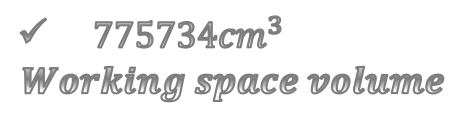 ✓ 775734cm³
Working space volume